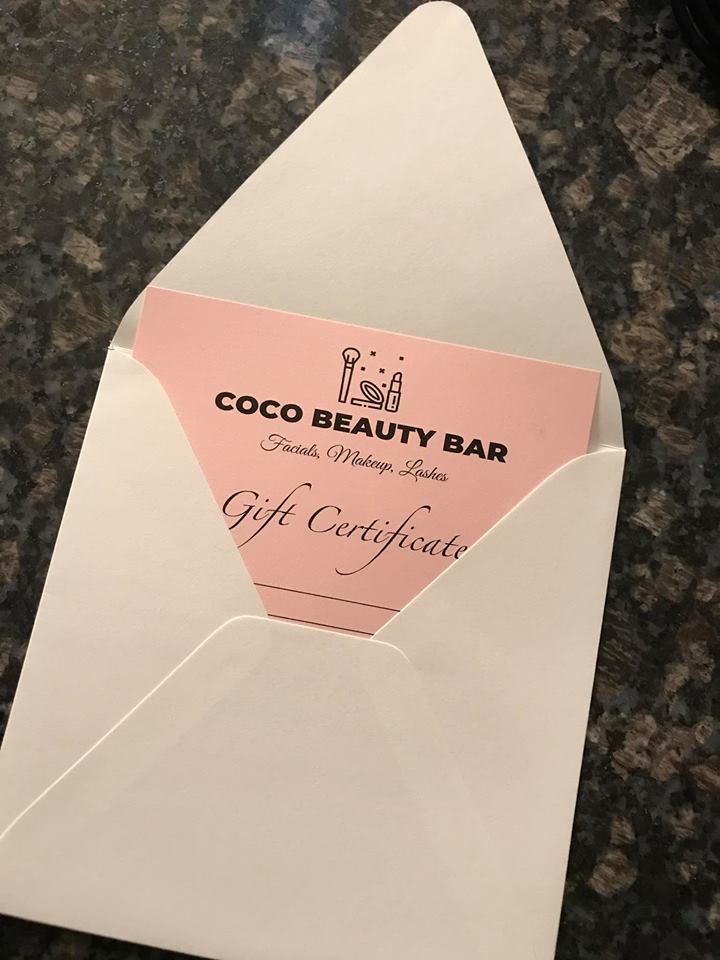 COCO BEAUTY BAR
Facials, Makeup, Lashes
Gift Certificate